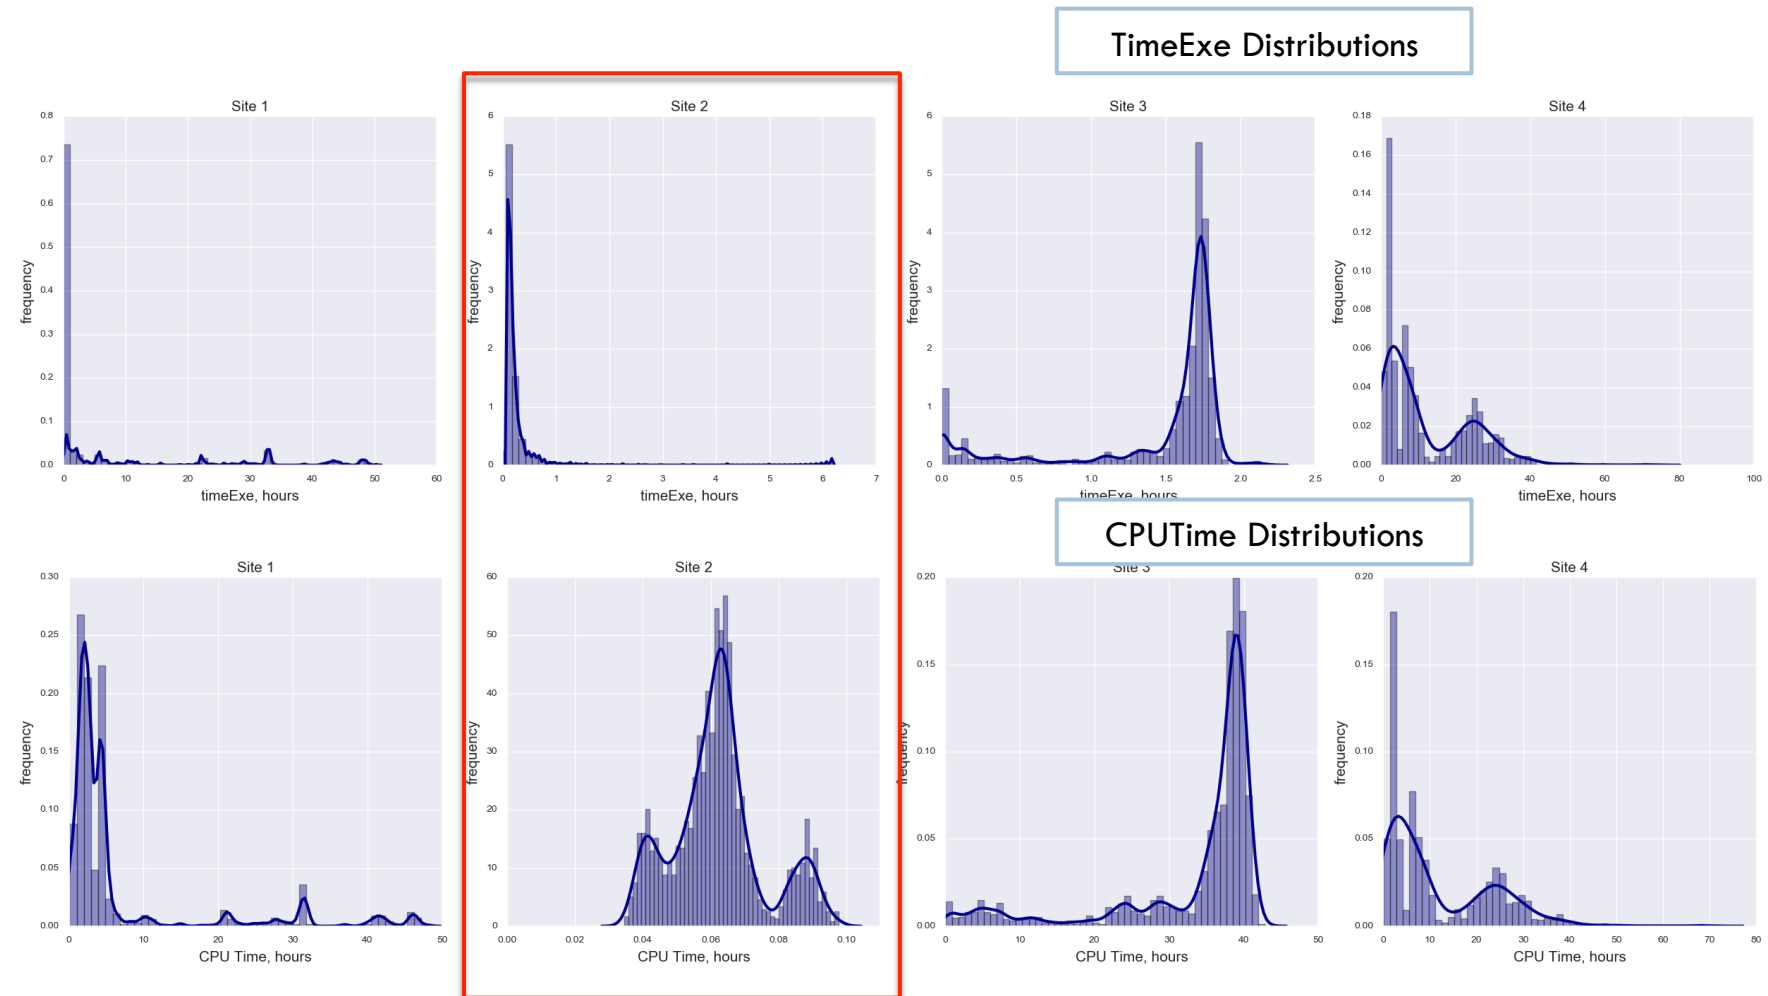 TimeExe Distributions
Site 1
0.8
0.7
0.6
0.5
0.4
0.3
0.2
0.1
0.0
frequency
0 10 20 30 40 50 60
timeExe, hours
Site 2
6
5
4
3
2
1
0
frequency
0 1 2 3 4 5 6 7
timeExe, hours
Site 3
6
5
4
3
2
1
0
frequency
0.0 0.5 1.0 1.5 2.0 2.5
timeExe, hours
Site 4
0.18
0.16
0.14
0.12
0.10
0.08
0.06
0.04
0.02
0.00
frequency
0 20 40 60 80 100
timeExe, hours
CPUTime Distributions
Site 1
0.30
0.25
0.20
0.15
0.10
0.05
0.00
frequency
0 10 20 30 40 50
CPU Time, hours
Site 2
60
50
40
30
20
10
0
frequency
0.00 0.02 0.04 0.06 0.08 0.10
CPU Time, hours
Site 3
0.20
0.15
0.10
0.05
0.00
frequency
0 10 20 30 40 50
CPU Time, hours
Site 4
0.20
0.15
0.10
0.05
0.00
frequency
0 10 20 30 40 50 60 70 80
CPU Time, hours